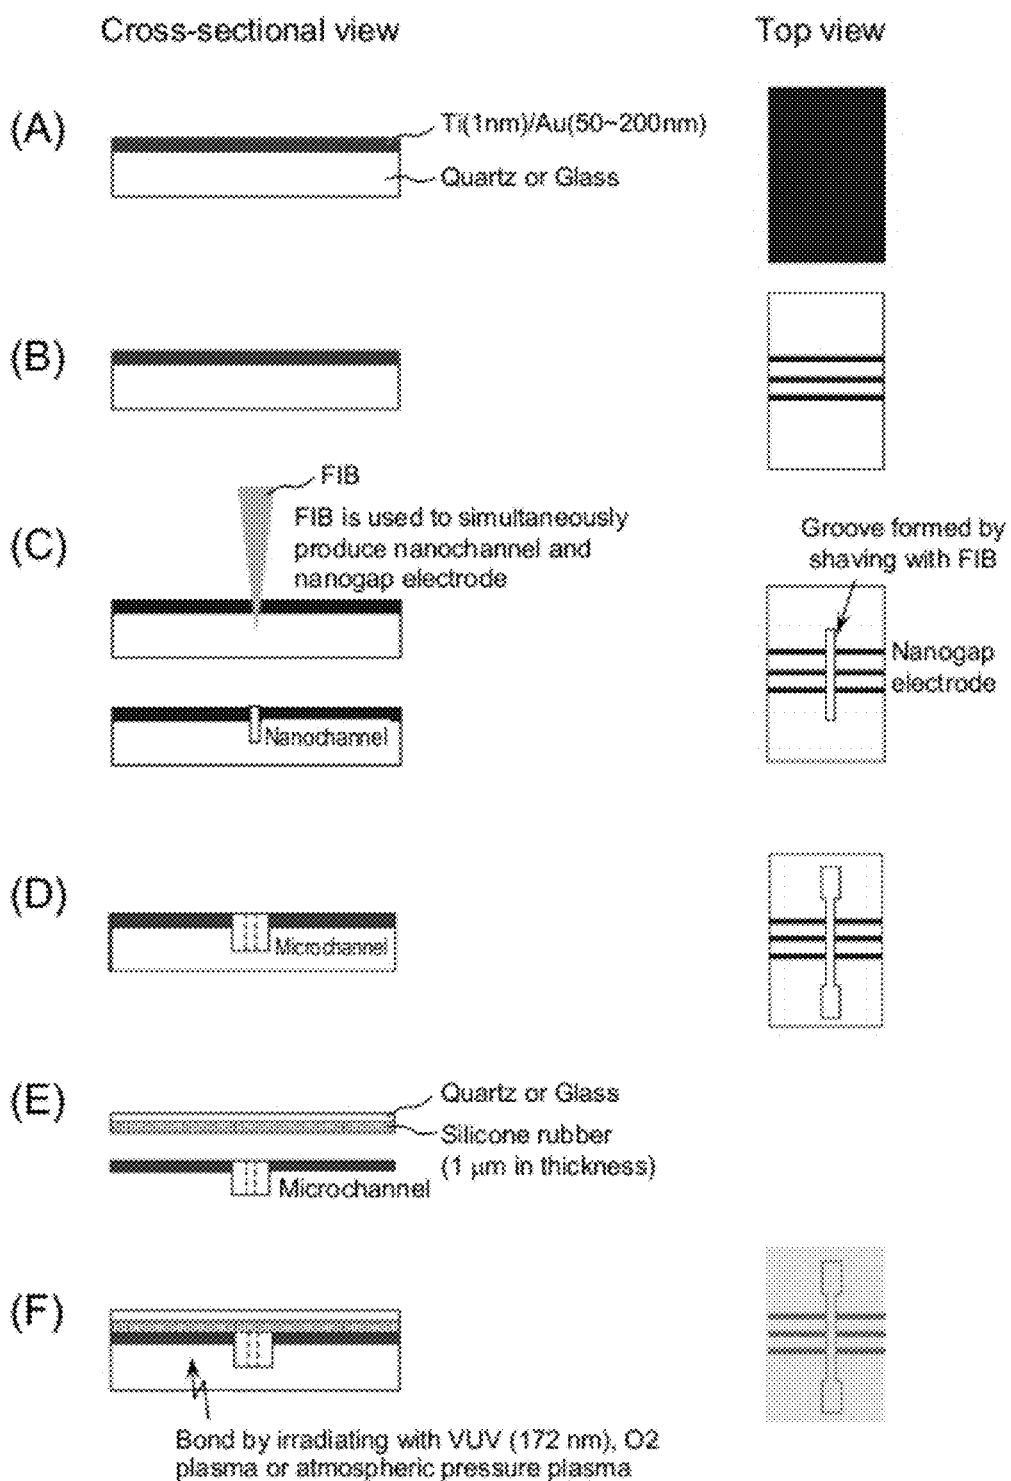 Cross-sectional view
Top view
(A)
Ti(1nm)/Au(50~200nm)
Quartz or Glass
(B)
(C)
FIB
FIB is used to simultaneously
produce nanochannel and
nanogap electrode
Nanochannel
Groove formed by
shaving with FIB
Nanogap
electrode
(D)
Microchannel
(E)
Quartz or Glass
Silicone rubber
(1 μm in thickness)
Microchannel
(F)
Bond by irradiating with VUV (172 nm), O2
plasma or atmospheric pressure plasma